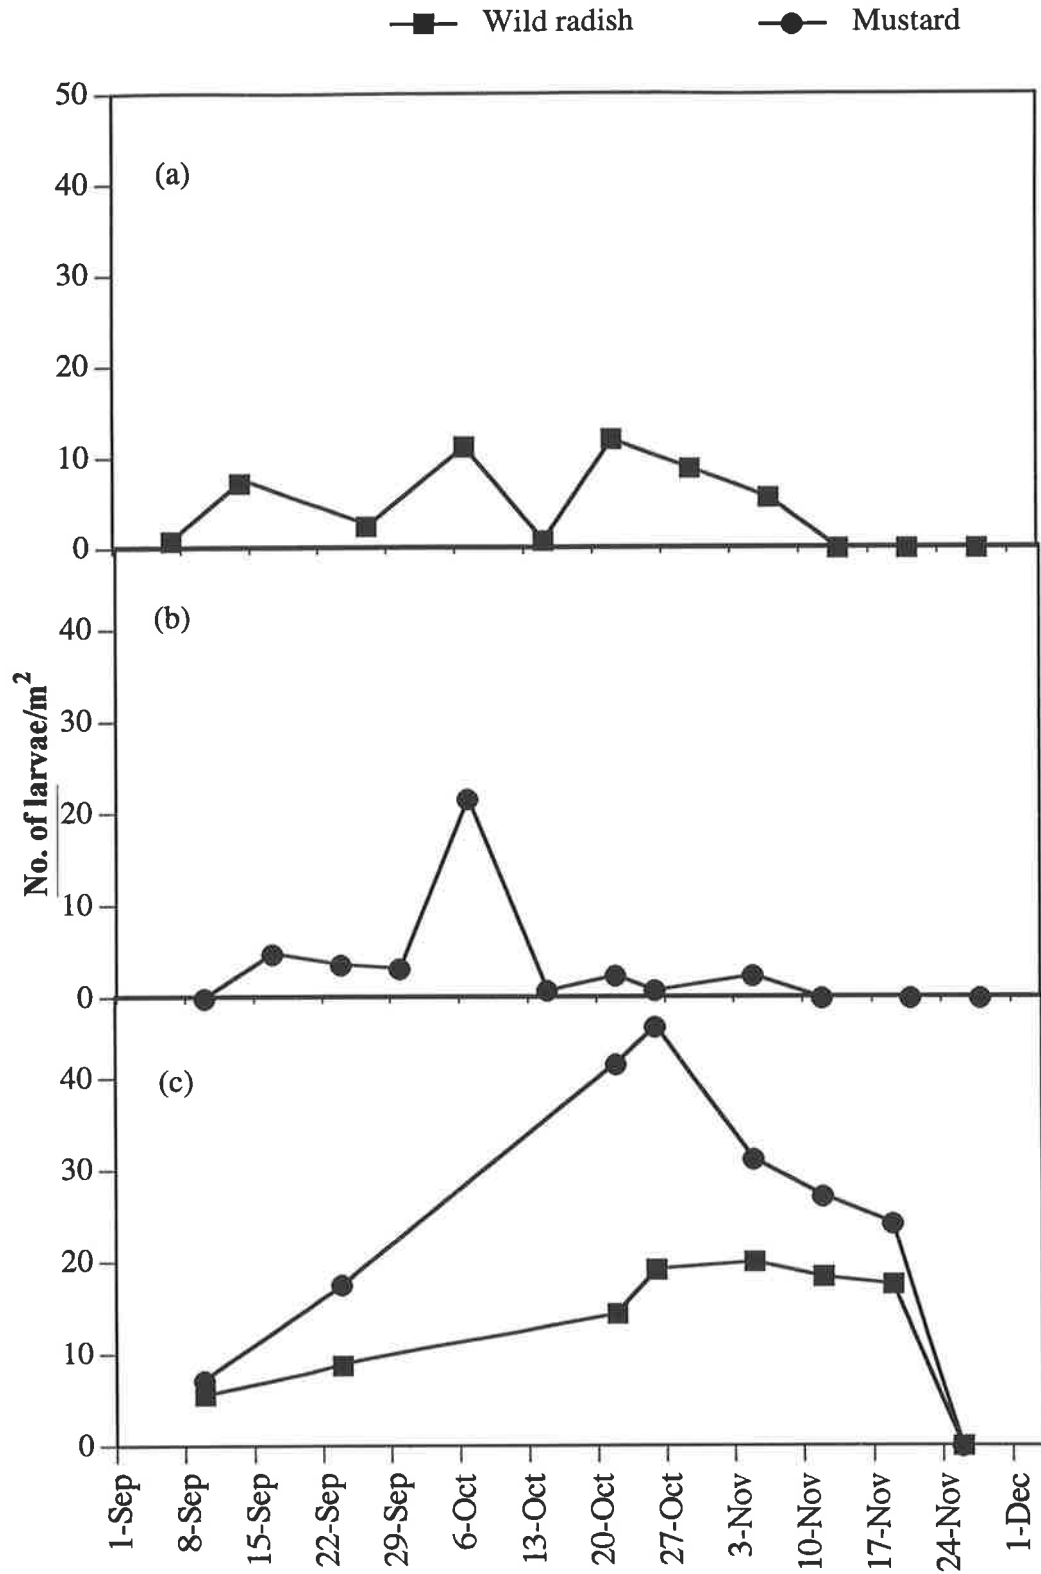 Wild radish Mustard
50
(a)
40
30
20
10
0
(b)
40
30
20
10
0
No. of larvae/m²
(c)
40
30
20
10
0
1-Sep
8-Sep
15-Sep
22-Sep
29-Sep
6-Oct
13-Oct
20-Oct
27-Oct
3-Nov
10-Nov
17-Nov
24-Nov
1-Dec